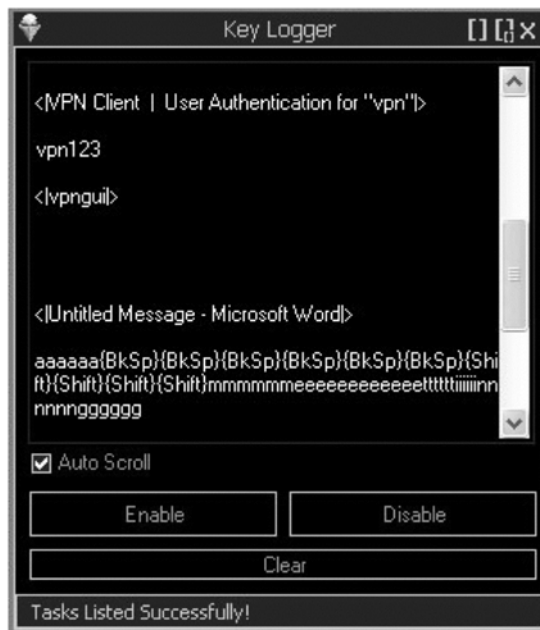 Key Logger
<|VPN Client | User Authentication for "vpn"|>
vpn123
<|vpngui|>
<|Untitled Message - Microsoft Word|>
aaaaaa{BkSp}{BkSp}{BkSp}{BkSp}{BkSp}{BkSp}{Shi
ft}{Shift}{Shift}{Shift}mmmmmmeeeeeeeeeeeettttttiiiiiinn
nnnngggggg
Auto Scroll
Enable
Disable
Clear
Tasks Listed Successfully!